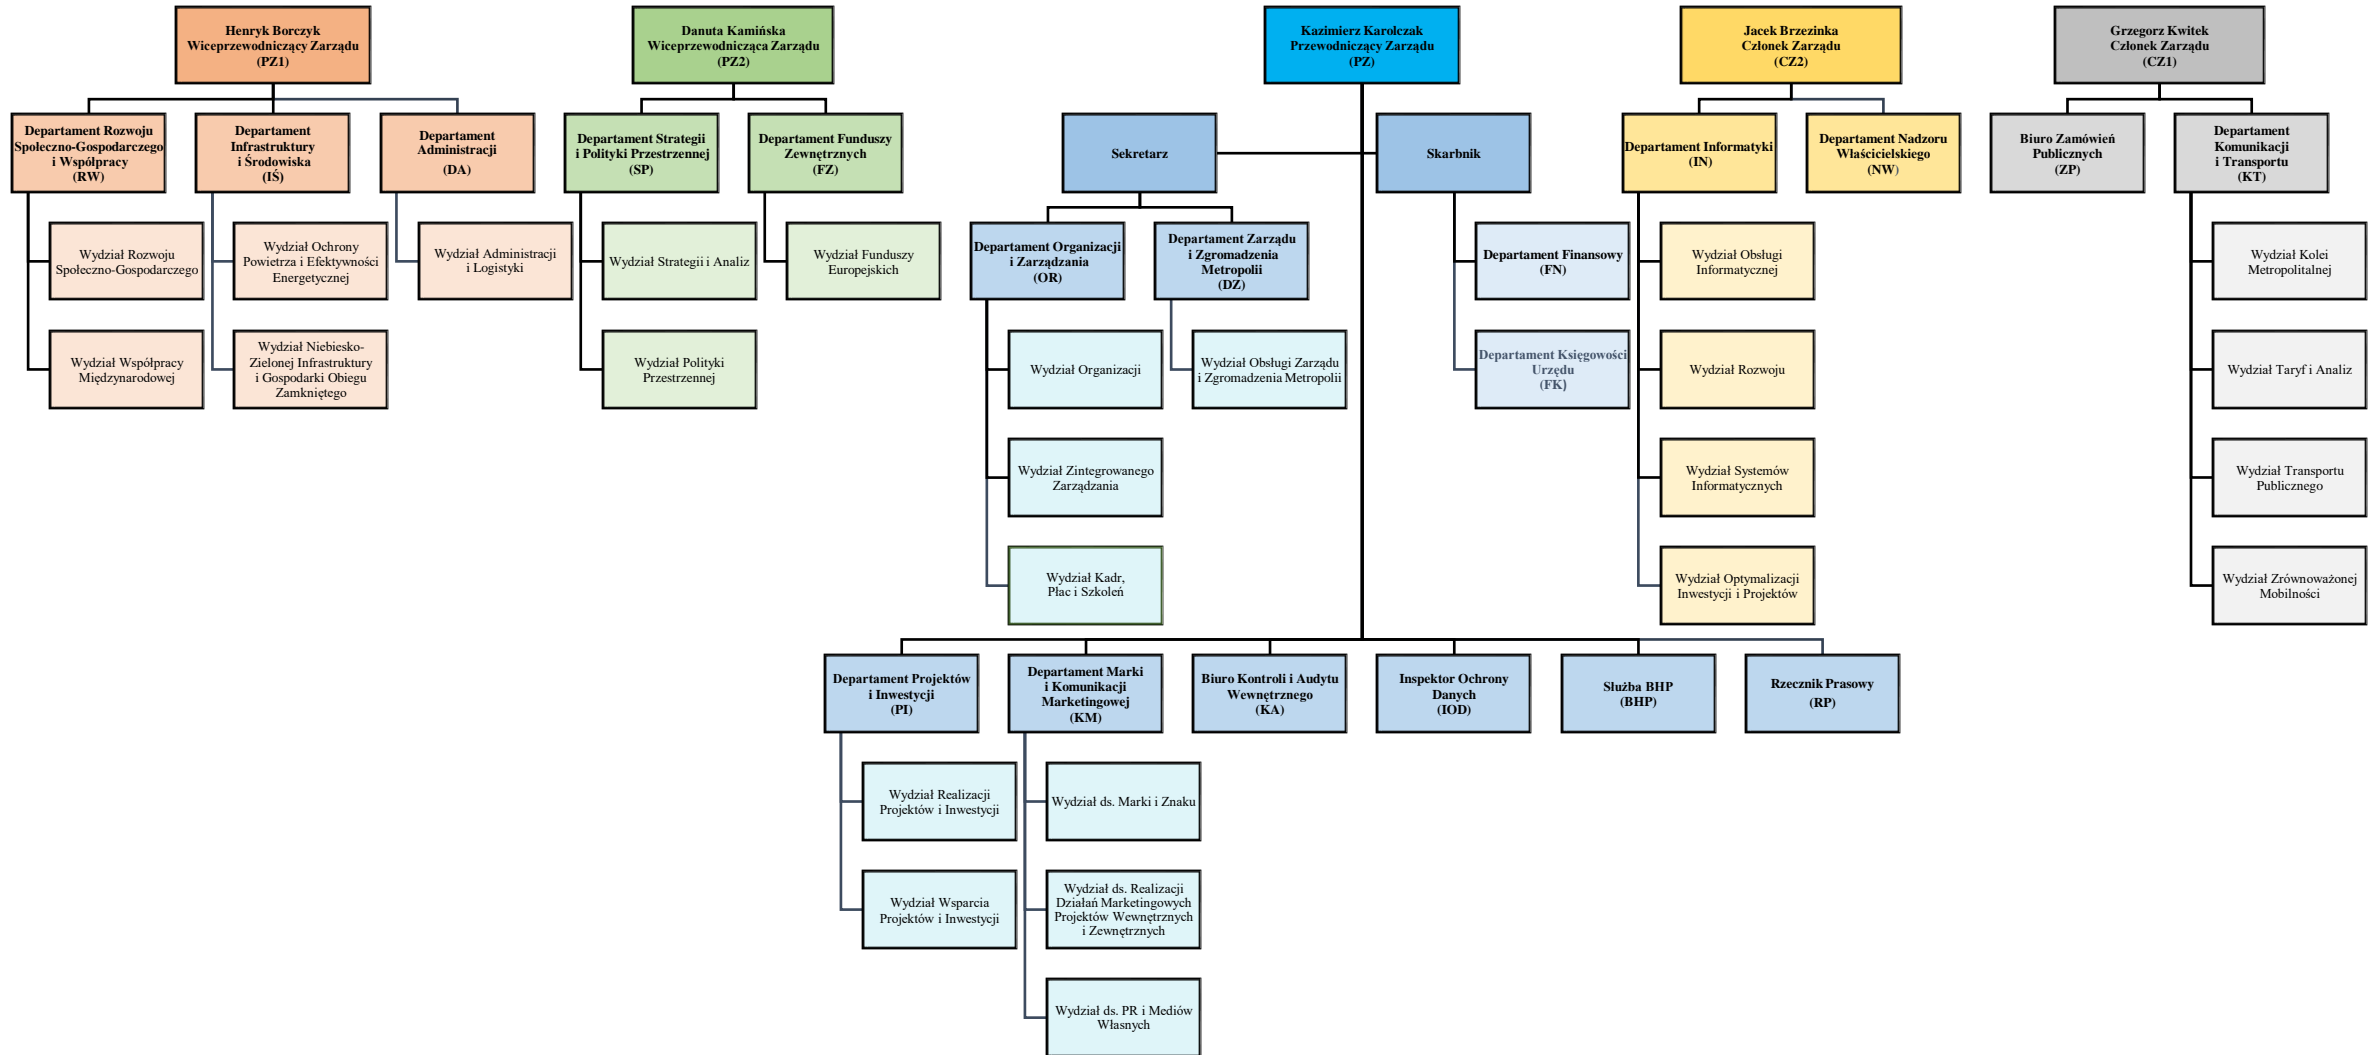 Henryk Borczyk
Wiceprzewodniczący Zarządu
(PZ1)
Danuta Kamińska
Wiceprzewodnicząca Zarządu
(PZ2)
Kazimierz Karolczak
Przewodniczący Zarządu
(PZ)
Jacek Brzezinka
Członek Zarządu
(CZ2)
Grzegorz Kwitek
Członek Zarządu
(CZ1)
Departament Rozwoju
Społeczno-Gospodarczego
i Współpracy
(RW)
Departament
Infrastruktury
i Środowiska
(IŚ)
Departament
Administracji
(DA)
Departament Strategii
i Polityki Przestrzennej
(SP)
Departament Funduszy
Zewnętrznych
(FZ)
Sekretarz
Skarbnik
Departament Informatyki
(IN)
Departament Nadzoru
Właścicielskiego
(NW)
Biuro Zamówień
Publicznych
(ZP)
Departament
Komunikacji
i Transportu
(KT)
Wydział Rozwoju
Społeczno-Gospodarczego
Wydział Ochrony
Powietrza i Efektywności
Energetycznej
Wydział Administracji
i Logistyki
Wydział Strategii i Analiz
Wydział Funduszy
Europejskich
Departament Organizacji
i Zarządzania
(OR)
Departament Zarządu
i Zgromadzenia
Metropolii
(DZ)
Departament Finansowy
(FN)
Wydział Obsługi
Informatycznej
Wydział Kolei
Metropolitalnej
Wydział Współpracy
Międzynarodowej
Wydział Niebiesko-
Zielonej Infrastruktury
i Gospodarki Obiegu
Zamkniętego
Wydział Polityki
Przestrzennej
Wydział Organizacji
Wydział Obsługi Zarządu
i Zgromadzenia Metropolii
Departament Księgowości
Urzędu
(FK)
Wydział Rozwoju
Wydział Taryf i Analiz
Wydział Zintegrowanego
Zarządzania
Wydział Systemów
Informatycznych
Wydział Transportu
Publicznego
Wydział Kadr,
Płac i Szkoleń
Wydział Optymalizacji
Inwestycji i Projektów
Wydział Zrównoważonej
Mobilności
Departament Projektów
i Inwestycji
(PI)
Departament Marki
i Komunikacji
Marketingowej
(KM)
Biuro Kontroli i Audytu
Wewnętrznego
(KA)
Inspektor Ochrony
Danych
(IOD)
Służba BHP
(BHP)
Rzecznik Prasowy
(RP)
Wydział Realizacji
Projektów i Inwestycji
Wydział ds. Marki i Znaku
Wydział Wsparcia
Projektów i Inwestycji
Wydział ds. Realizacji
Działań Marketingowych
Projektów Wewnętrznych
i Zewnętrznych
Wydział ds. PR i Mediów
Własnych